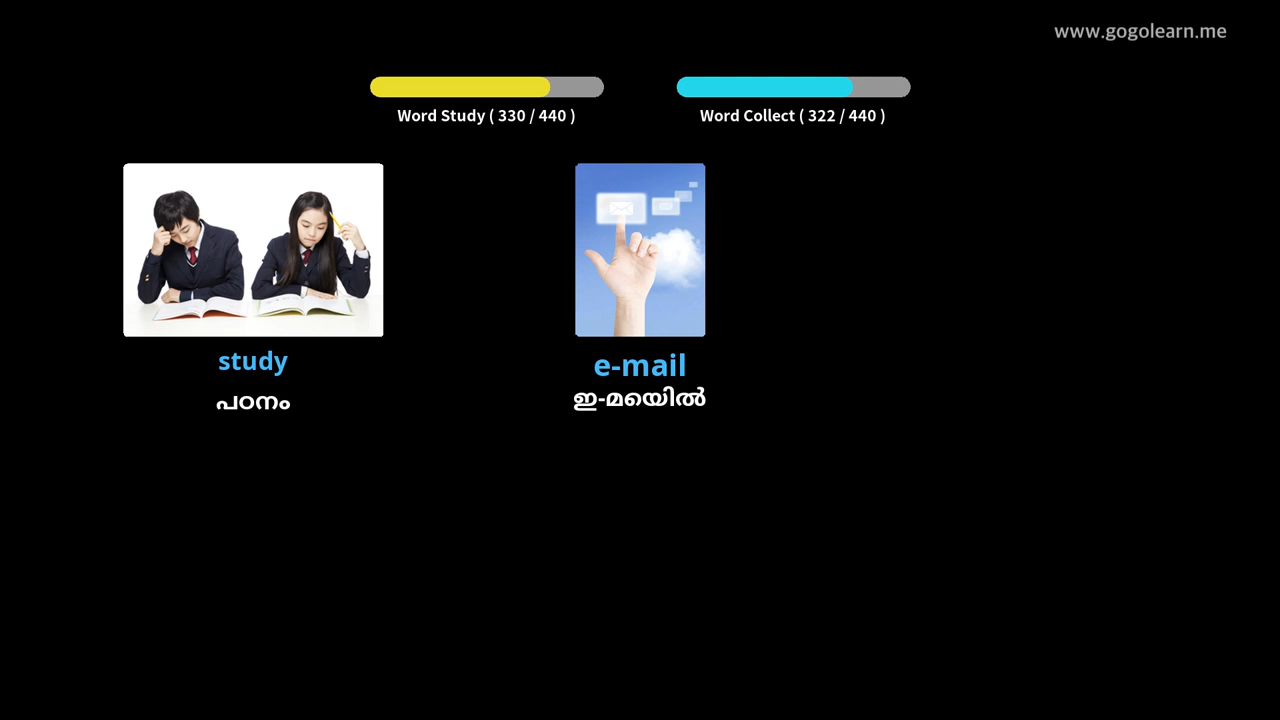 www.gogolearn.me
Word Study ( 330 / 440 )
Word Collect ( 322 / 440 )
study
പഠനം
e-mail
ഇ-മയെിൽ